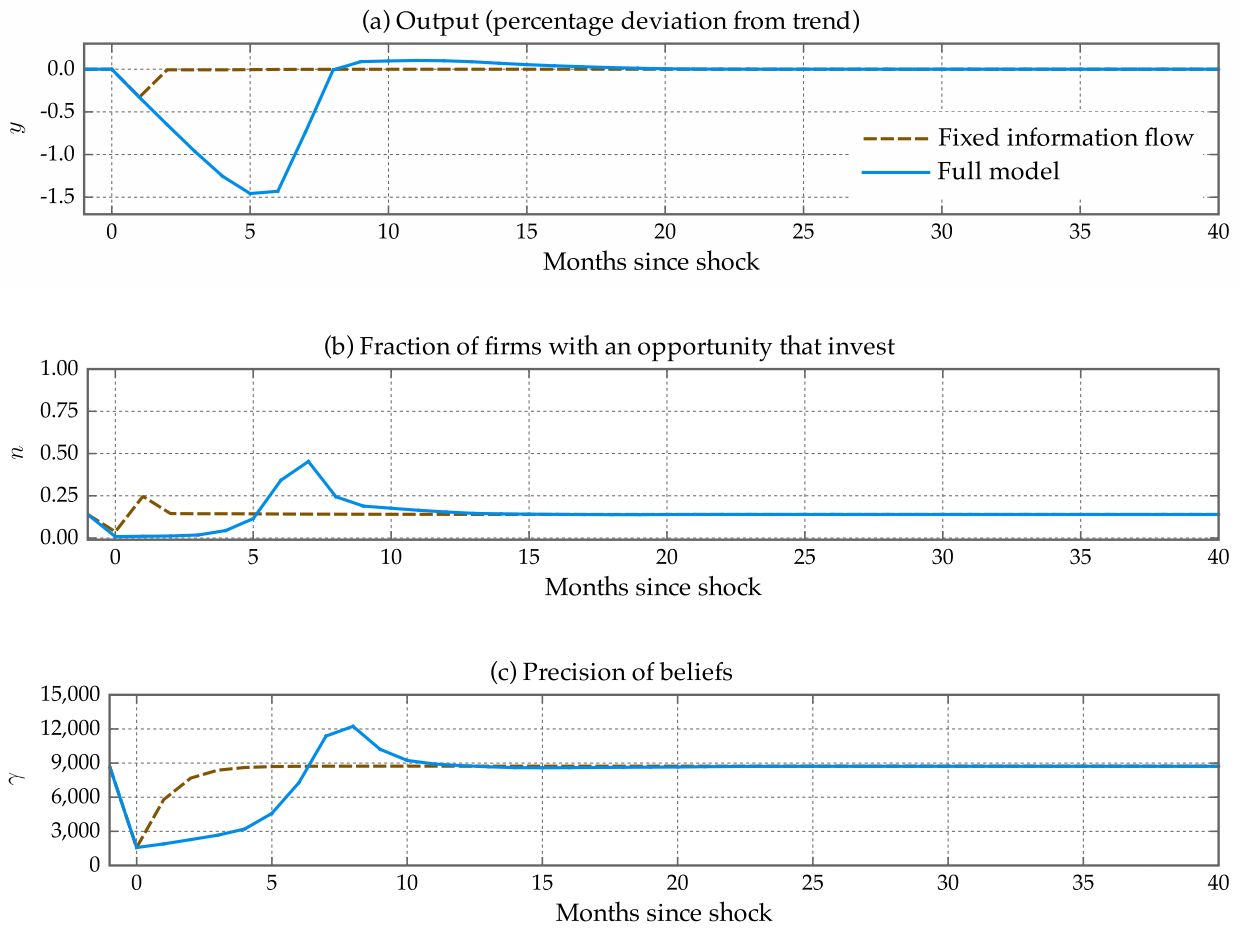 (a) Output (percentage deviation from trend)
0.0
-0.5
-1.0
-1.5
y
Fixed information flow
Full model
0 5 10 15 20 25 30 35 40
Months since shock
(b) Fraction of firms with an opportunity that invest
1.00
0.75
0.50
0.25
0.00
n
0 5 10 15 20 25 30 35 40
Months since shock
(c) Precision of beliefs
15,000
12,000
9,000
6,000
3,000
0
γ
0 5 10 15 20 25 30 35 40
Months since shock